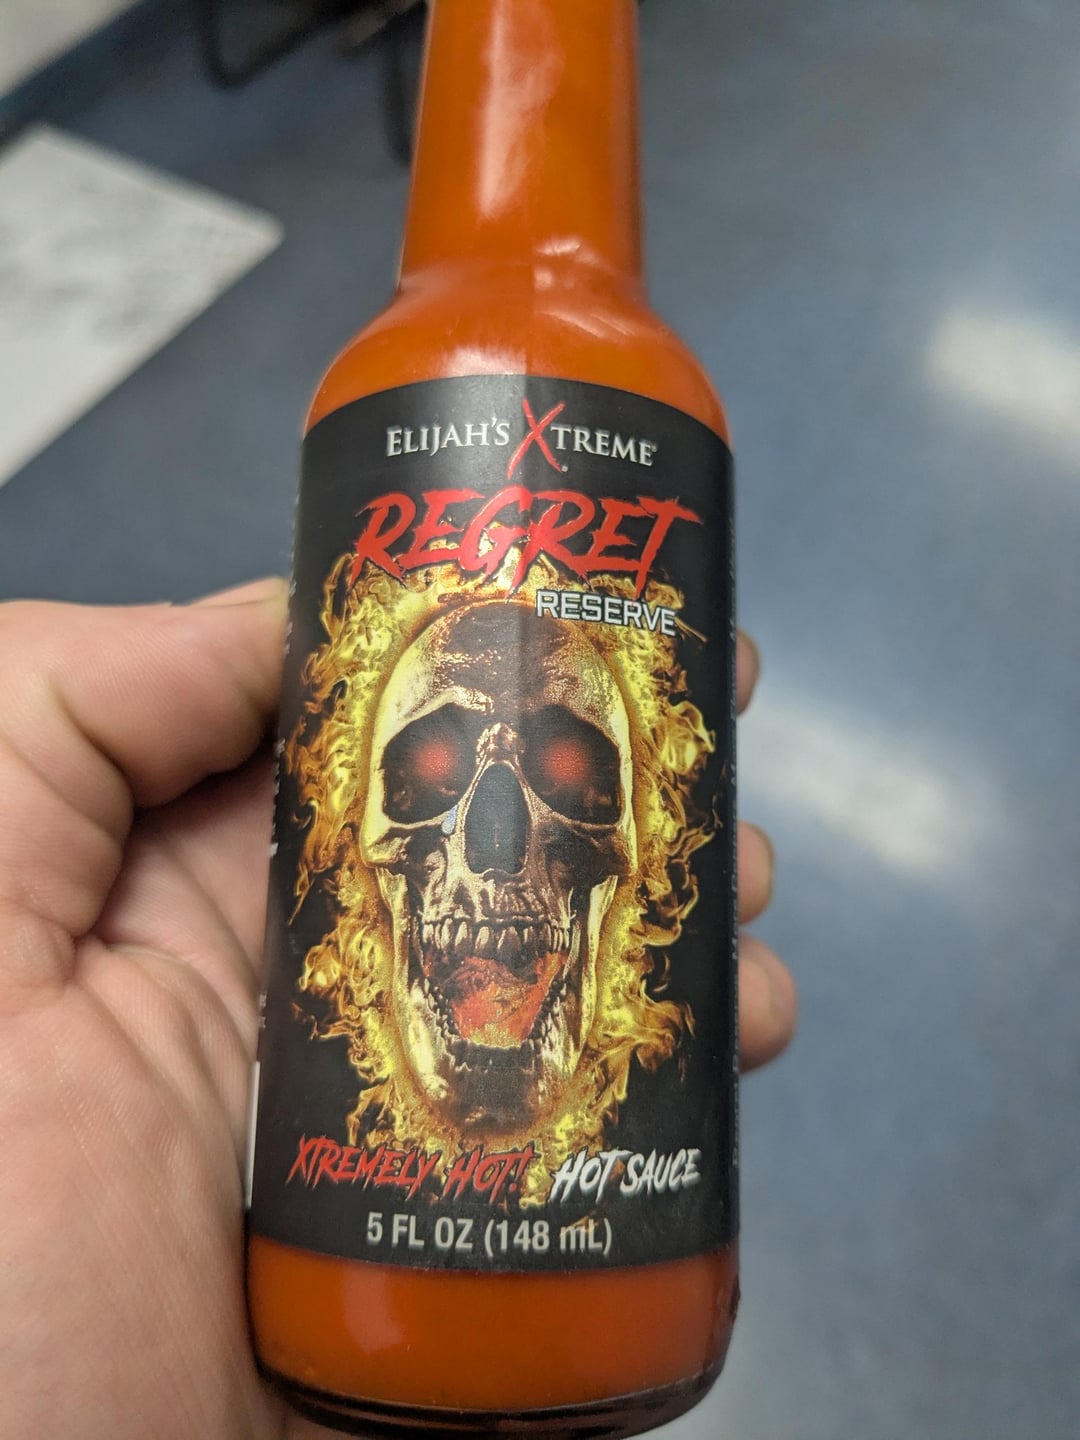 ELIJAH'S XTREME®
REGRET
RESERVE
XTREMELY HOT! HOT SAUCE
5 FL OZ (148 mL)